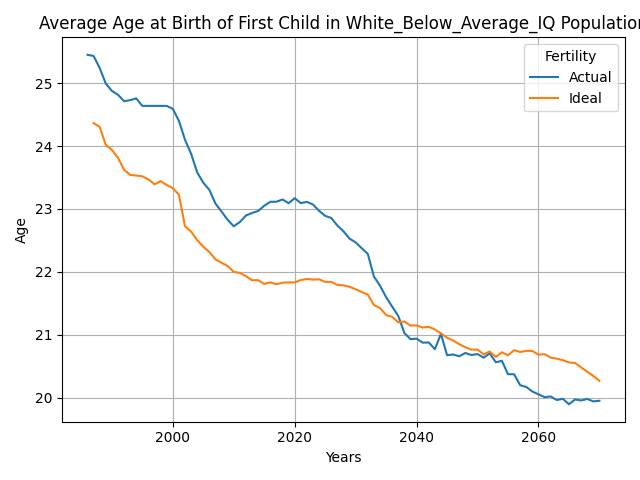 Average Age at Birth of First Child in White_Below_Average_IQ Population
Fertility
Actual
Ideal
25
24
23
22
21
20
Age
2000 2020 2040 2060
Years